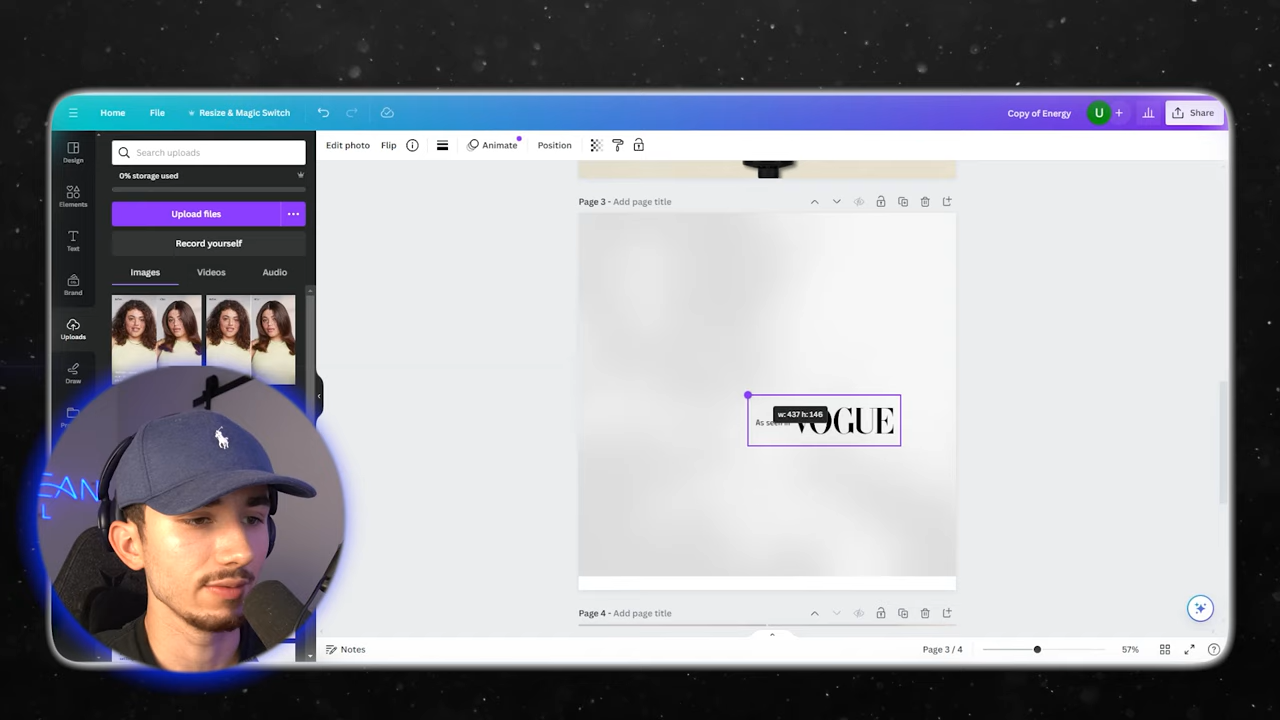 Home
File
Resize & Magic Switch
Copy of Energy
U
Share
Design
Elements
Text
Brand
Uploads
Draw
Search uploads
0% storage used
Upload files
Record yourself
Images
Videos
Audio
Edit photo
Flip
Animate
Position
Page 3 - Add page title
w: 437 h: 146
As seen in VOGUE
Page 4 - Add page title
Notes
Page 3 / 4
57%
EAN
L